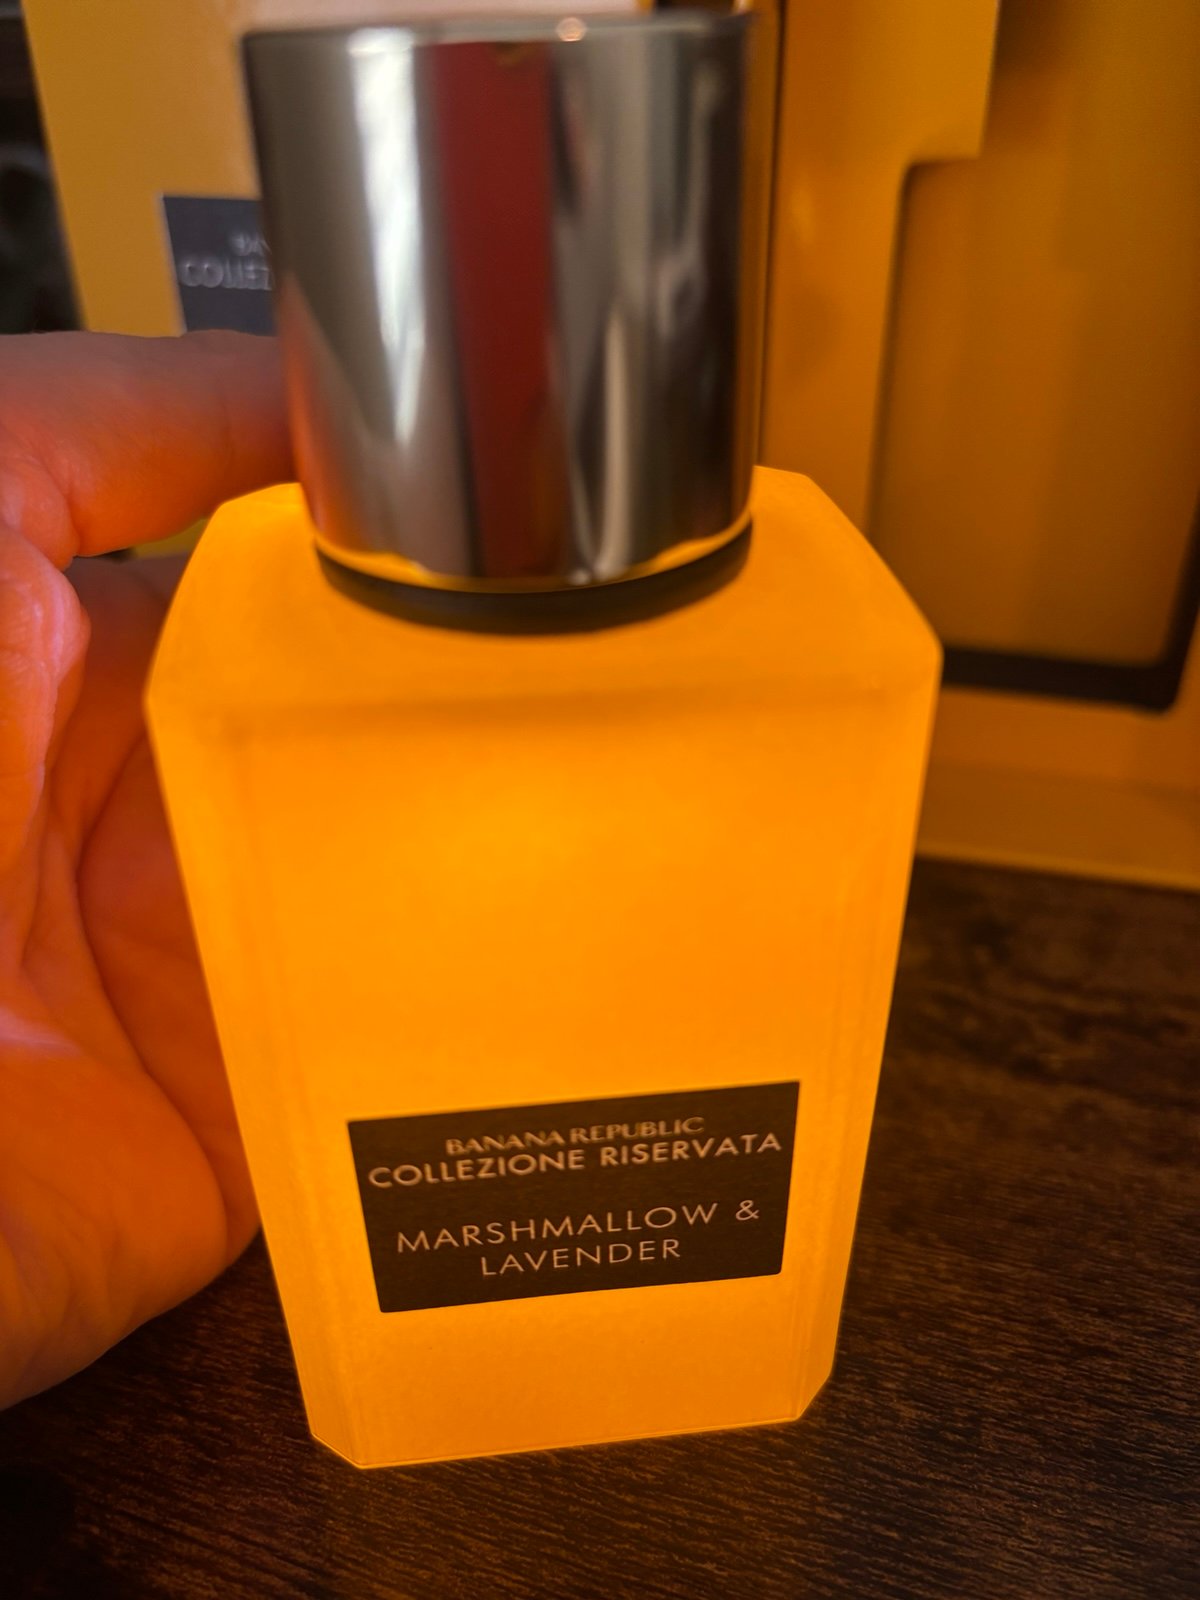 BANANA REPUBLIC
COLLEZIONE RISERVATA
MARSHMALLOW &
LAVENDER